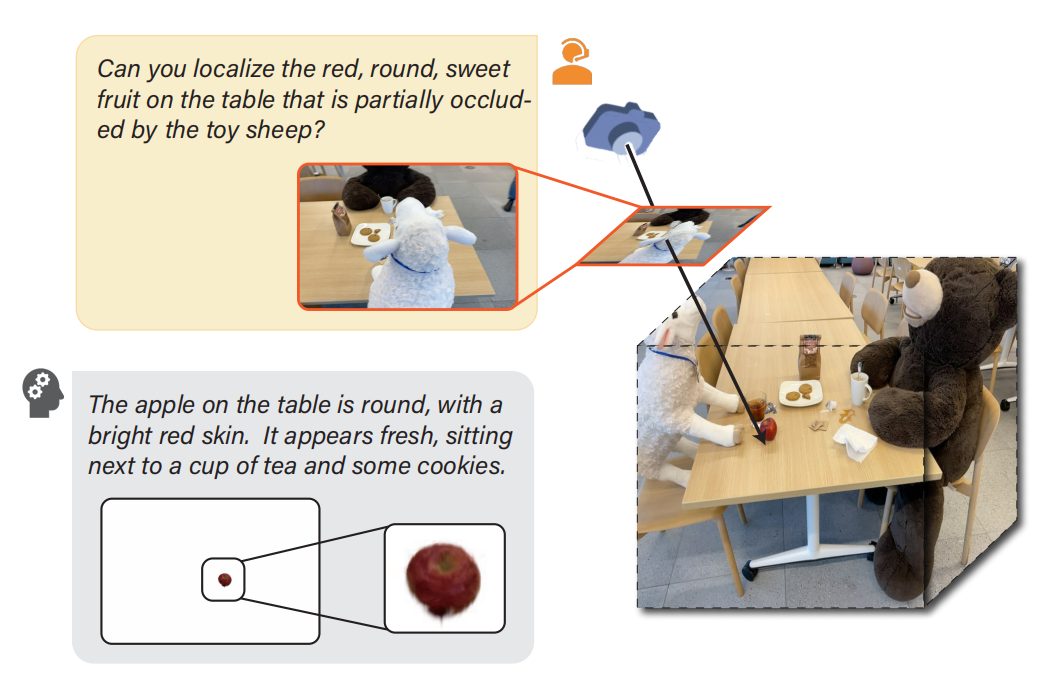 Can you localize the red, round, sweet
fruit on the table that is partially occlud-
ed by the toy sheep?
The apple on the table is round, with a
bright red skin.  It appears fresh, sitting
next to a cup of tea and some cookies.